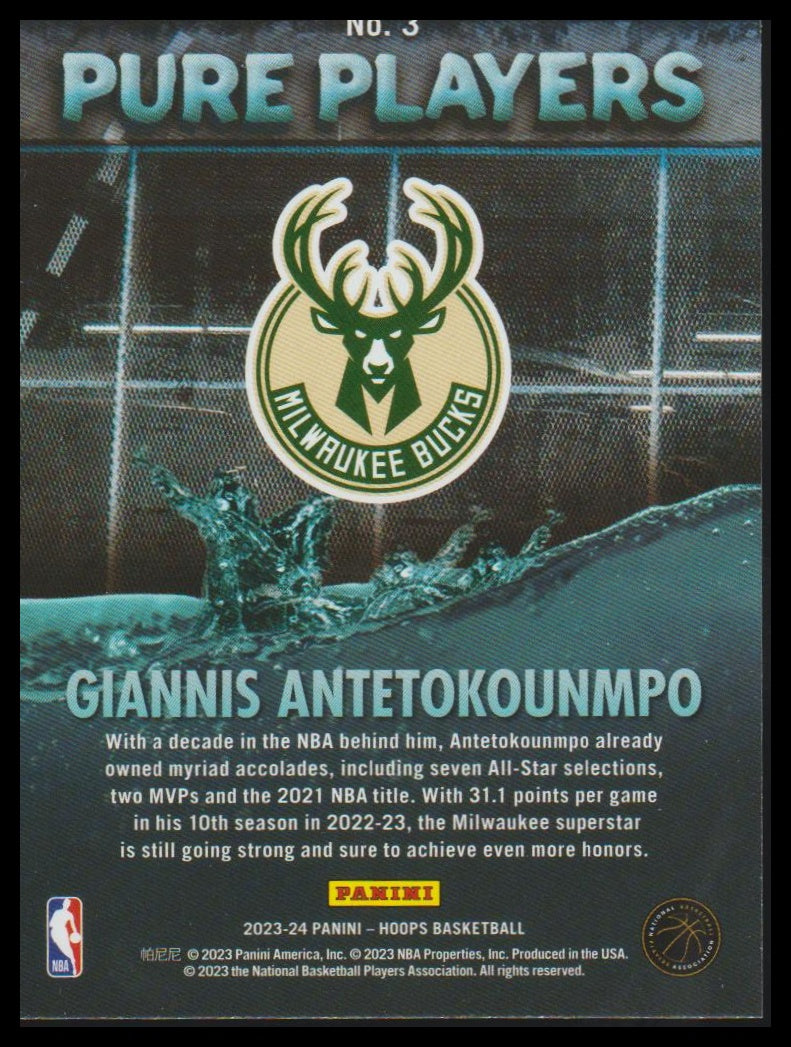 No. 3
PURE PLAYERS
MILWAUKEE BUCKS
GIANNIS ANTETOKOUNMPO
With a decade in the NBA behind him, Antetokounmpo already
owned myriad accolades, including seven All-Star selections,
two MVPs and the 2021 NBA title. With 31.1 points per game
in his 10th season in 2022-23, the Milwaukee superstar
is still going strong and sure to achieve even more honors.
PANINI
2023-24 PANINI – HOOPS BASKETBALL
帕尼尼 © 2023 Panini America, Inc. © 2023 NBA Properties, Inc. Produced in the USA.
© 2023 the National Basketball Players Association. All rights reserved.
NBA
NATIONAL BASKETBALL
PLAYERS ASSOCIATION